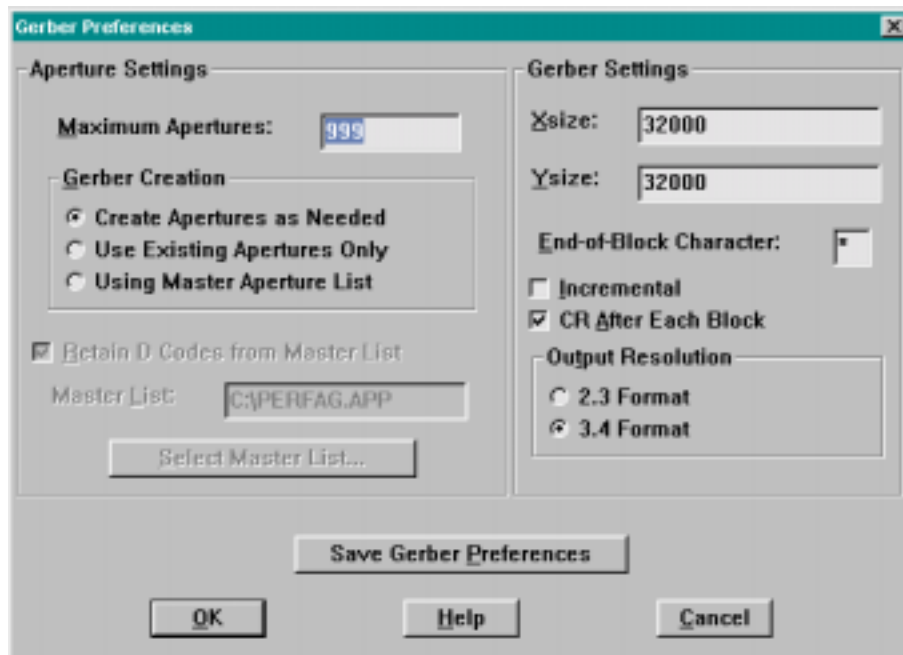 Gerber Preferences
Aperture Settings
Maximum Apertures: 999
Gerber Creation
Create Apertures as Needed
Use Existing Apertures Only
Using Master Aperture List
Retain D Codes from Master List
Master List: C:\PERFAG.APP
Select Master List...
Gerber Settings
Xsize: 32000
Ysize: 32000
End-of-Block Character: *
Incremental
CR After Each Block
Output Resolution
2.3 Format
3.4 Format
Save Gerber Preferences
OK
Help
Cancel